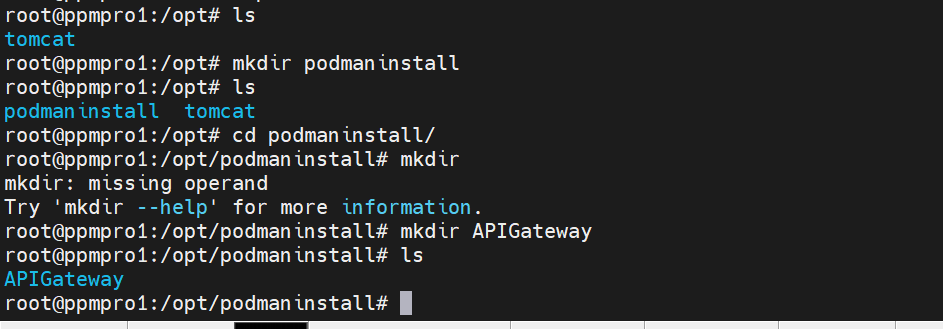 root@ppmpro1:/opt# ls
tomcat
root@ppmpro1:/opt# mkdir podmaninstall
root@ppmpro1:/opt# ls
podmaninstall  tomcat
root@ppmpro1:/opt# cd podmaninstall/
root@ppmpro1:/opt/podmaninstall# mkdir
mkdir: missing operand
Try 'mkdir --help' for more information.
root@ppmpro1:/opt/podmaninstall# mkdir APIGateway
root@ppmpro1:/opt/podmaninstall# ls
APIGateway
root@ppmpro1:/opt/podmaninstall#